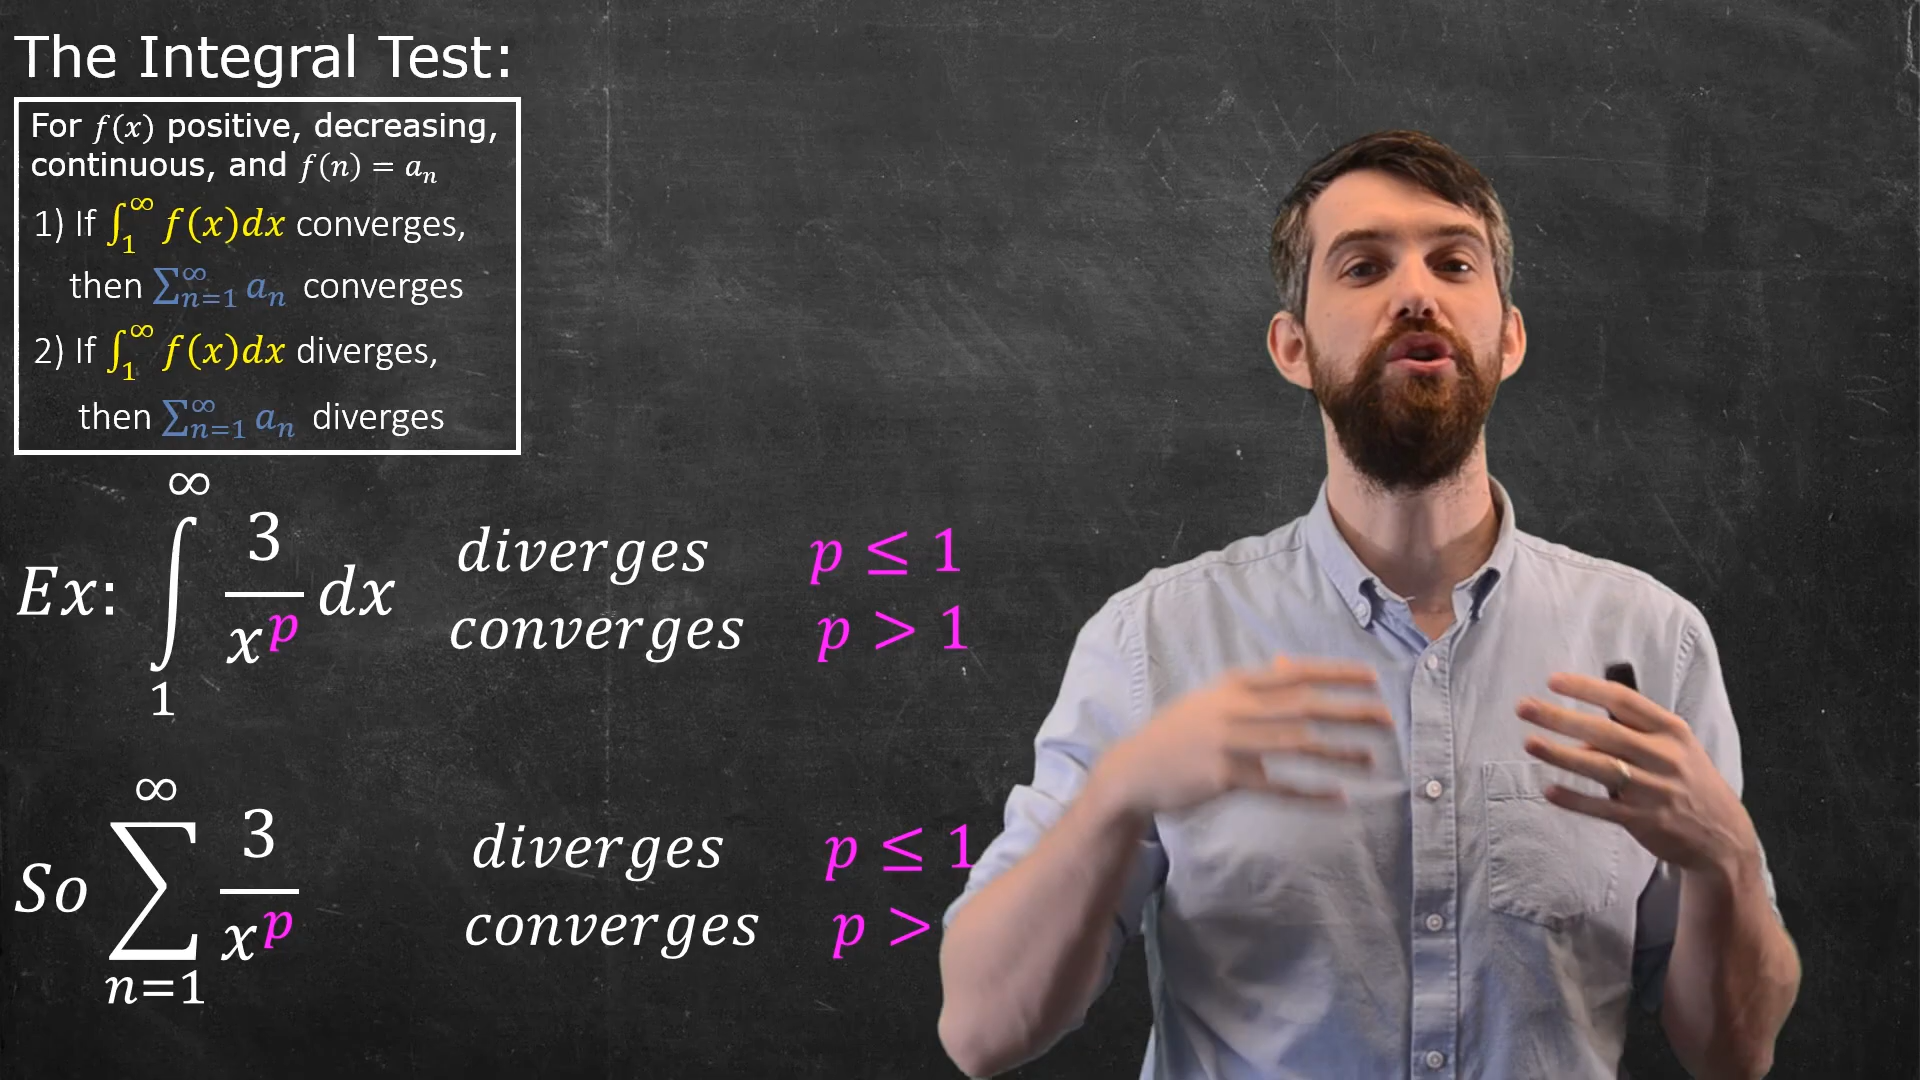 The Integral Test:
For f(x) positive, decreasing,
continuous, and f(n) = aₙ
1) If ∫₁^∞ f(x)dx converges,
then ∑ₙ₌₁^∞ aₙ converges
2) If ∫₁^∞ f(x)dx diverges,
then ∑ₙ₌₁^∞ aₙ diverges
Ex: ∫₁^∞ 3/x^p dx diverges p ≤ 1
converges p > 1
So ∑ₙ₌₁^∞ 3/x^p diverges p ≤ 1
converges p >